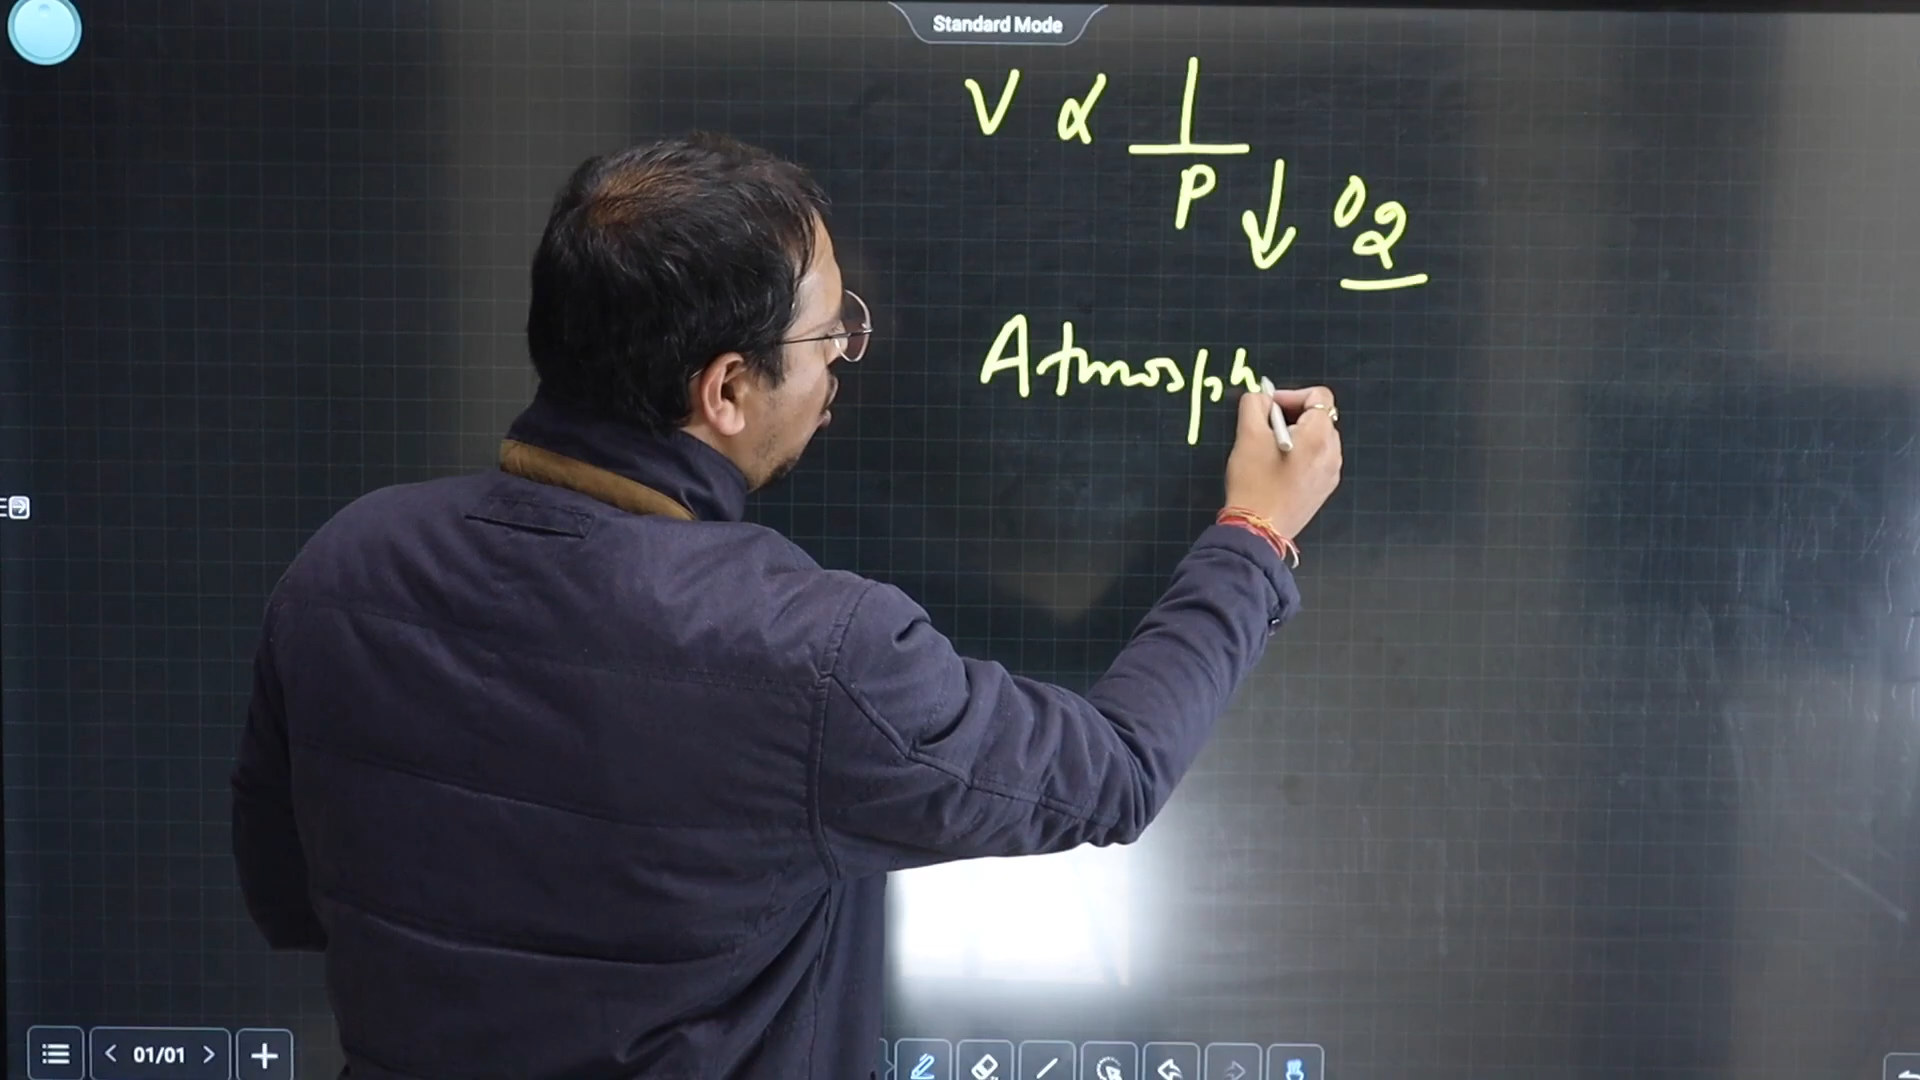 Standard Mode
V ∝ 1/P ↓ O2
Atmosph
01/01